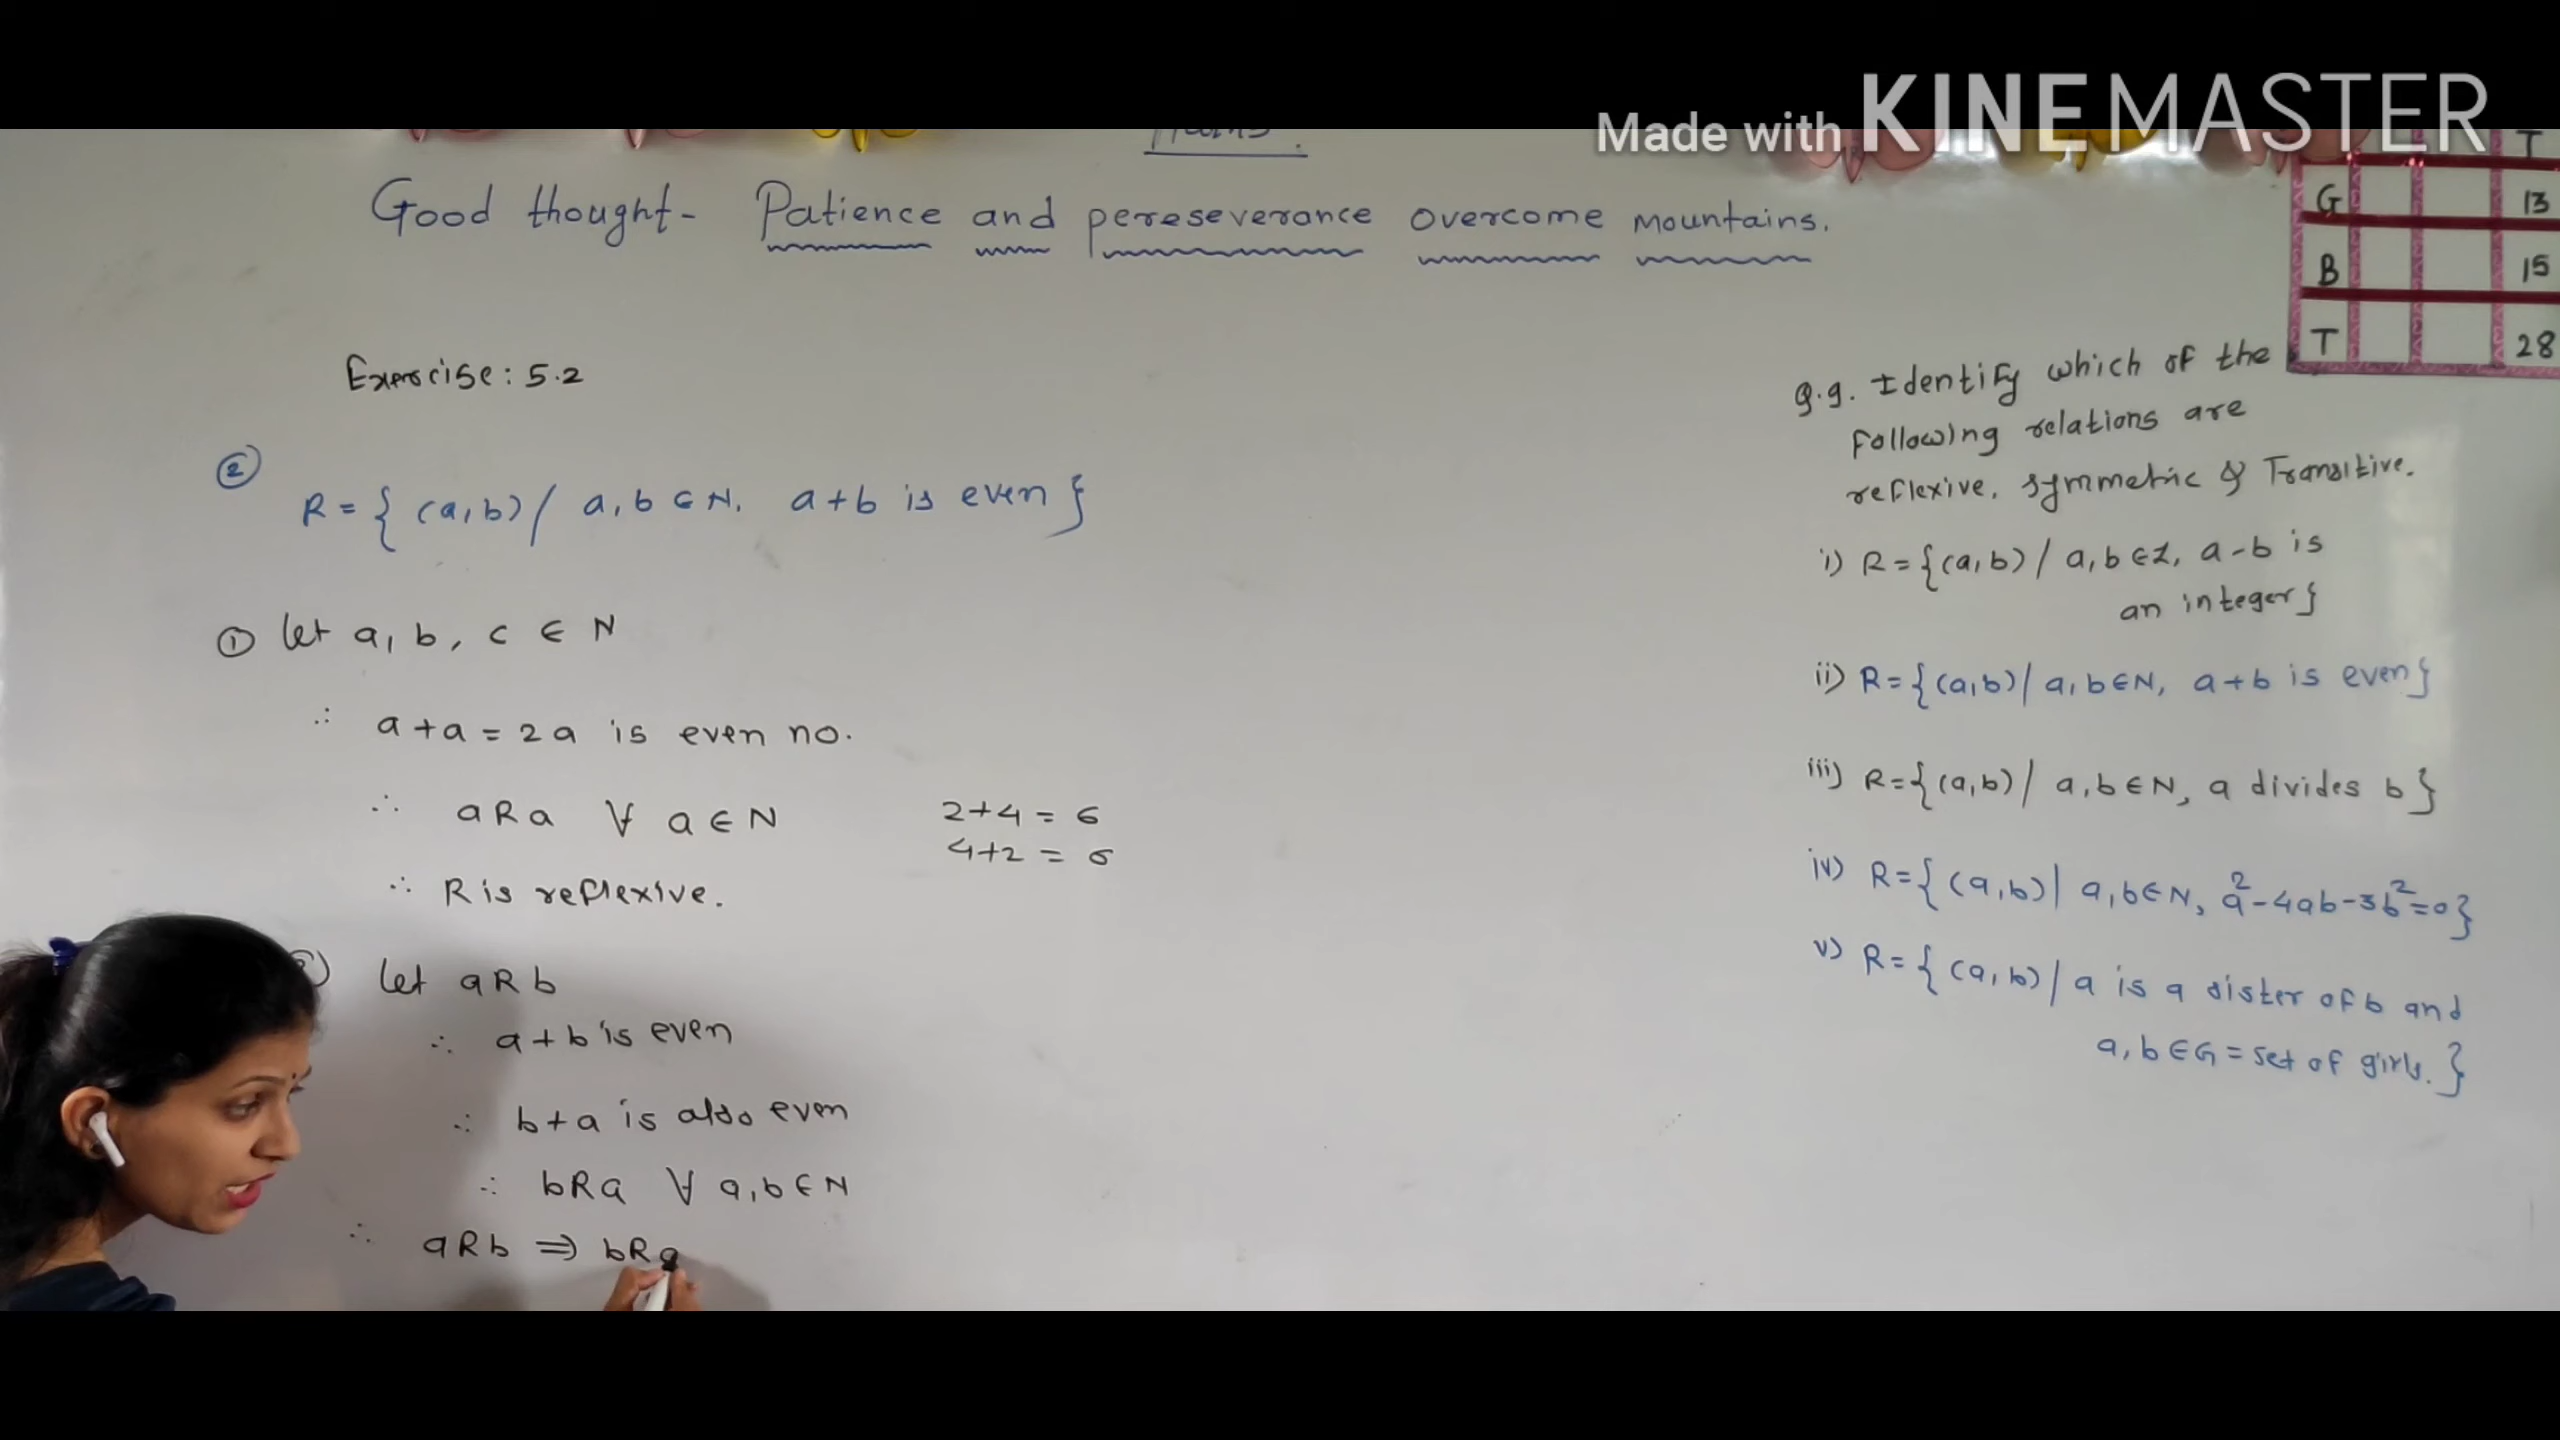 Made with KINEMASTER
T
Good thought- Patience and pereseverance overcome mountains.
G 13
B 15
T 28
Exercise: 5.2
②
R = { (a,b) / a, b ∈ N, a+b is even }
① Let a, b, c ∈ N
∴ a + a = 2a is even no.
∴ aRa ∀ a ∈ N
2+4 = 6
4+2 = 6
∴ R is reflexive.
Let aRb
∴ a + b is even
∴ b+a is also even
∴ bRa ∀ a,b ∈ N
∴ aRb ⇒ bRa
Q.9. Identify which of the
following relations are
reflexive, symmetric & Transitive.
i) R = {(a,b) / a, b ∈ Z, a-b is
an integer}
ii) R = {(a,b) / a, b ∈ N, a+b is even}
iii) R = {(a,b) / a, b ∈ N, a divides b}
iv) R = {(a,b) | a, b ∈ N, a²-4ab-3b²=0}
v) R = {(a,b) / a is a sister of b and
a, b ∈ G = set of girls.}